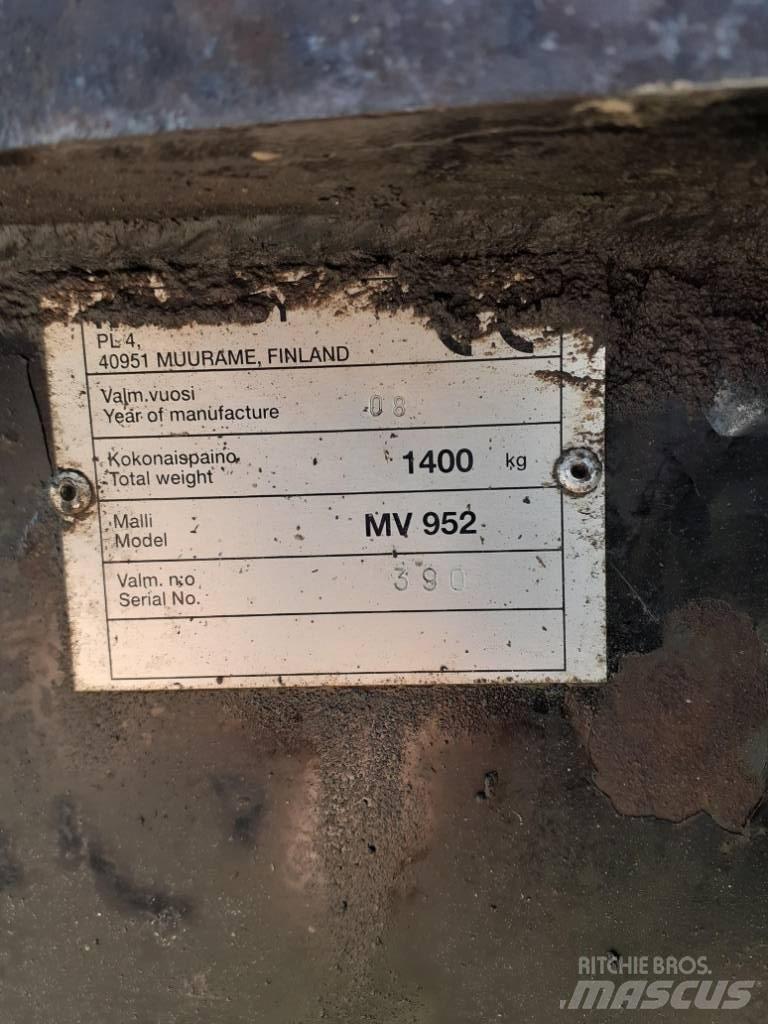 PL 4,
40951 MUURAME, FINLAND
Valm.vuosi
Year of manufacture 08
Kokonaispaino
Total weight 1400 kg
Malli
Model MV 952
Valm. n:o
Serial No. 390
RITCHIE BROS.
MASCUS